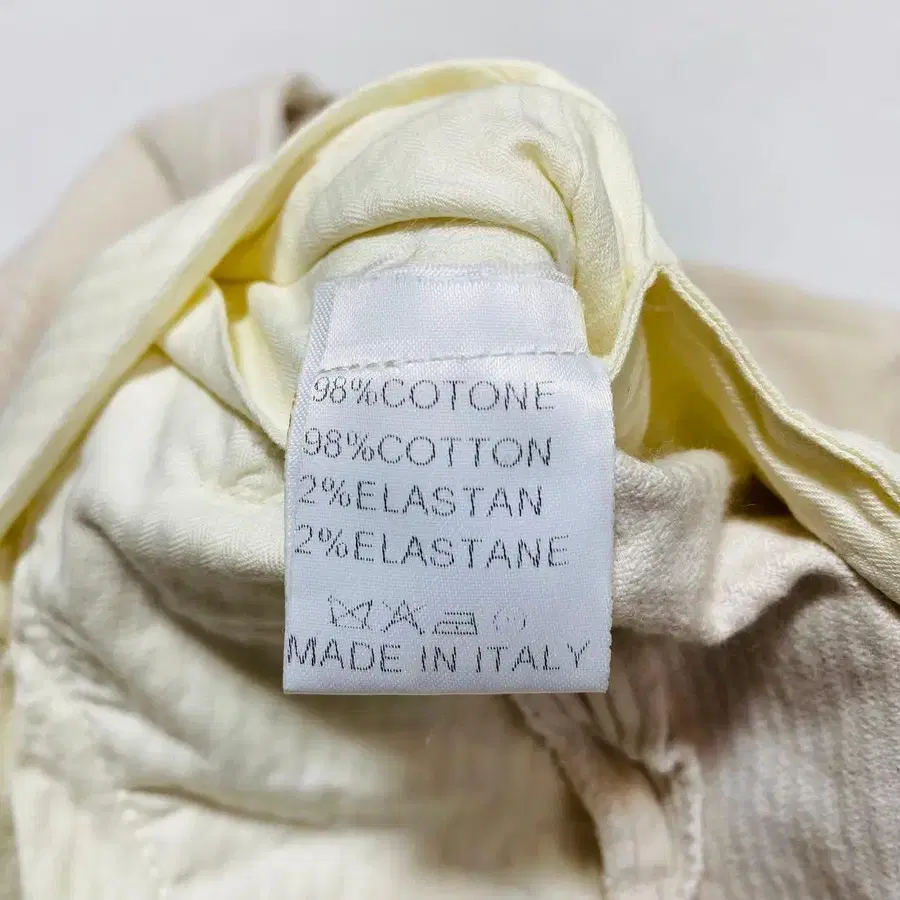 98%COTONE
98%COTTON
2%ELASTAN
2%ELASTANE
MADE IN ITALY